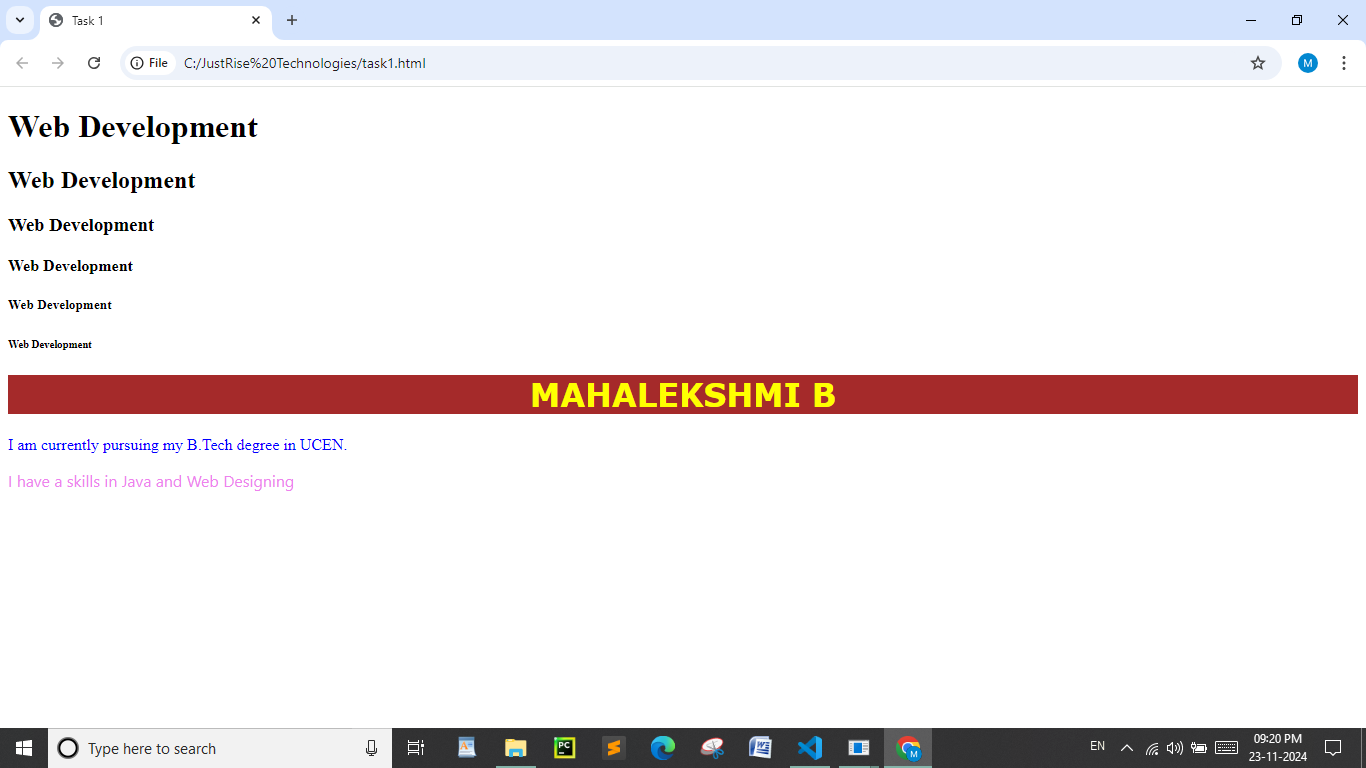 Task 1
File
C:/JustRise%20Technologies/task1.html
M
Web Development
Web Development
Web Development
Web Development
Web Development
Web Development
MAHALEKSHMI B
I am currently pursuing my B.Tech degree in UCEN.
I have a skills in Java and Web Designing
Type here to search
PC
W
M
EN
09:20 PM
23-11-2024